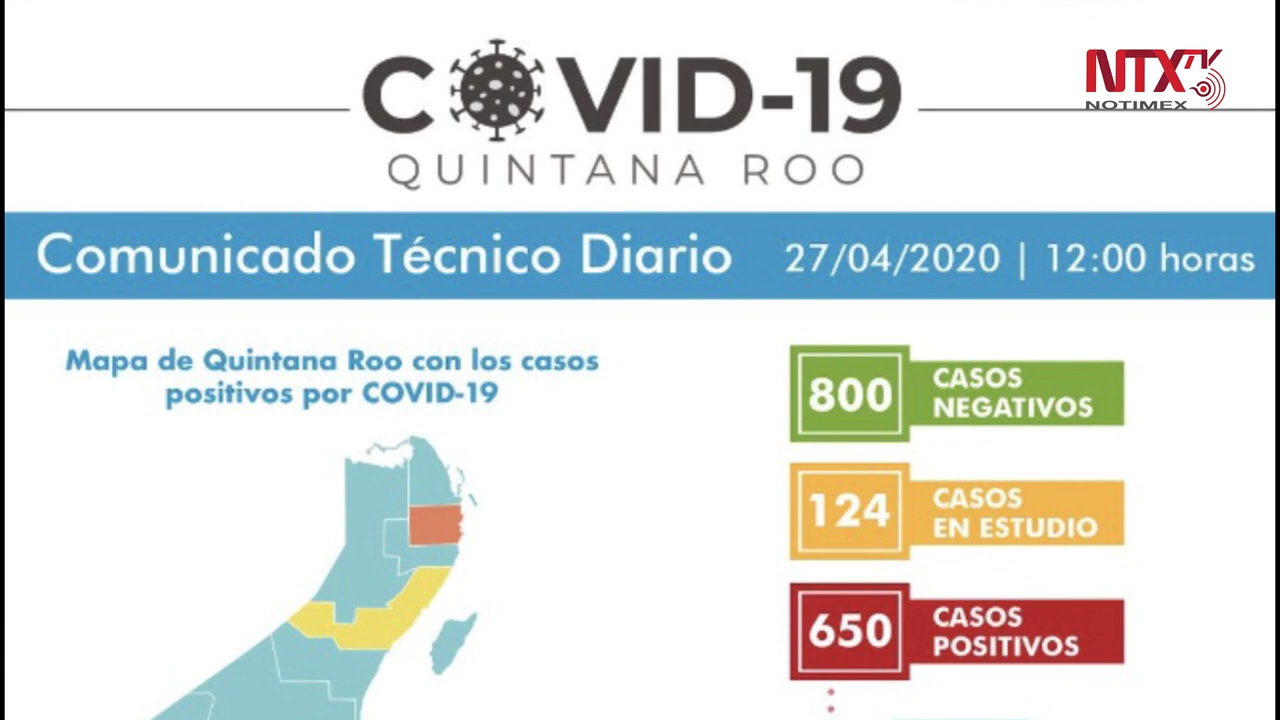 COVID-19
QUINTANA ROO
NTX
NOTIMEX
Comunicado Técnico Diario 27/04/2020 | 12:00 horas
Mapa de Quintana Roo con los casos
positivos por COVID-19
800 CASOS
NEGATIVOS
124 CASOS
EN ESTUDIO
650 CASOS
POSITIVOS